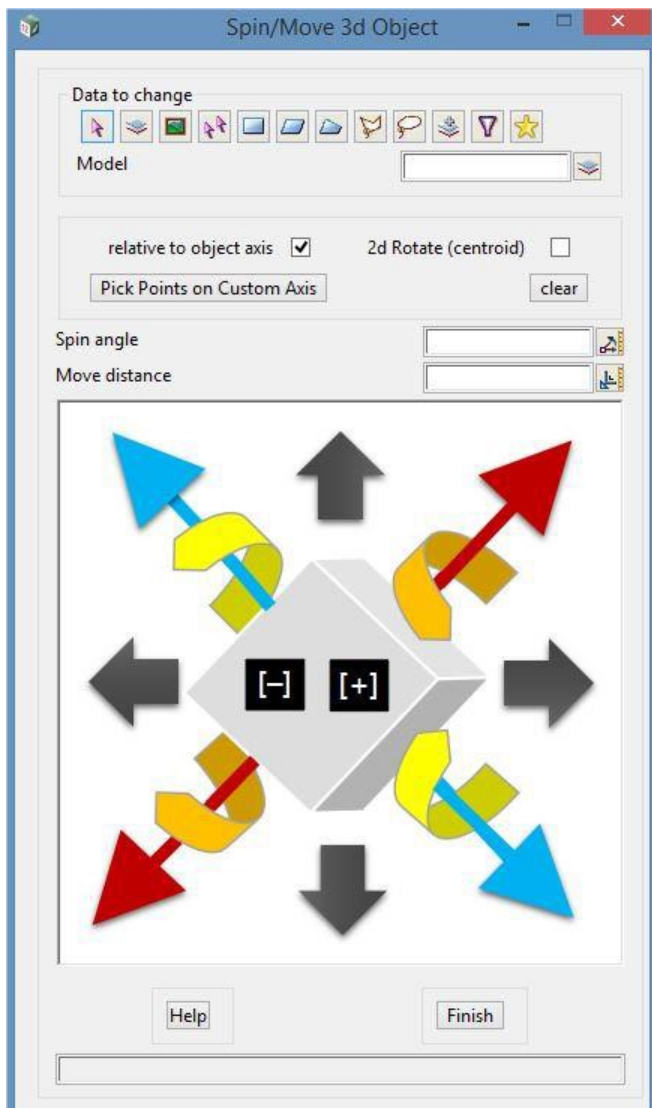 Spin/Move 3d Object
Data to change
Model
relative to object axis 2d Rotate (centroid)
Pick Points on Custom Axis clear
Spin angle
Move distance
[–] [+]
Help Finish